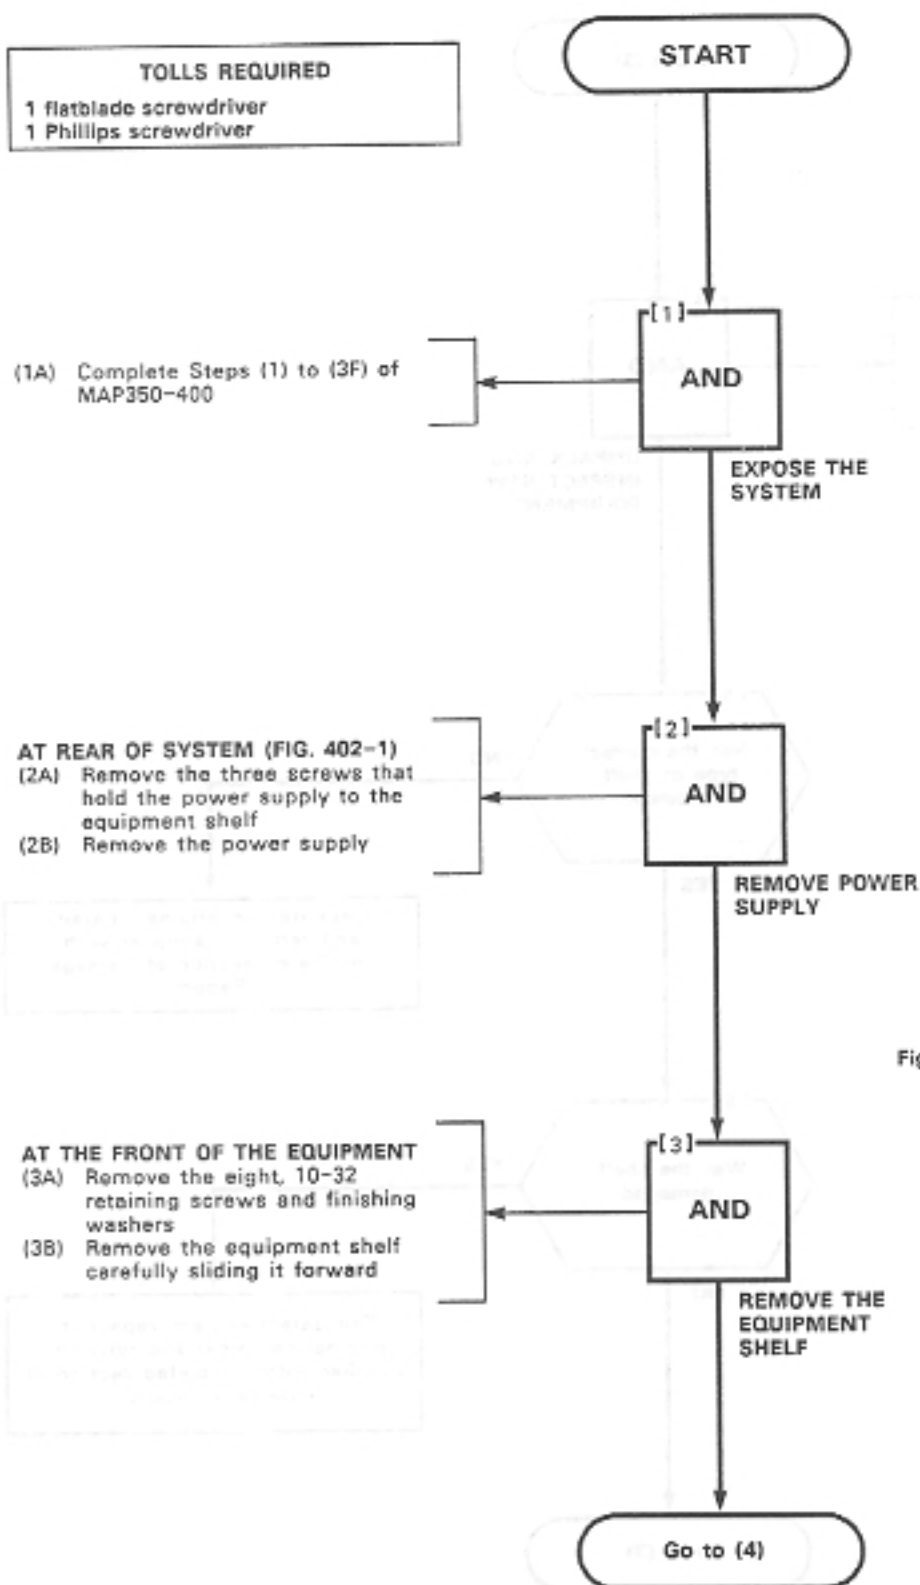 TOLLS REQUIRED
1 flatblade screwdriver
1 Phillips screwdriver
START
[1]
AND
(1A) Complete Steps (1) to (3F) of
MAP350-400
EXPOSE THE
SYSTEM
[2]
AND
AT REAR OF SYSTEM (FIG. 402-1)
(2A) Remove the three screws that
hold the power supply to the
equipment shelf
(2B) Remove the power supply
REMOVE POWER
SUPPLY
Fig
[3]
AND
AT THE FRONT OF THE EQUIPMENT
(3A) Remove the eight, 10-32
retaining screws and finishing
washers
(3B) Remove the equipment shelf
carefully sliding it forward
REMOVE THE
EQUIPMENT
SHELF
Go to (4)